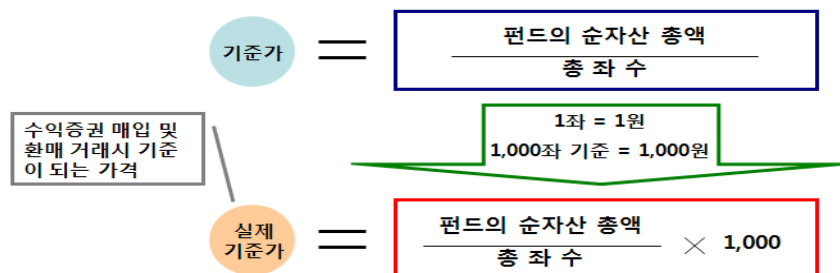 기준가
=
펀드의 순자산 총액
총 좌 수
수익증권 매입 및
환매 거래시 기준
이 되는 가격
1좌 = 1원
1,000좌 기준 = 1,000원
실제
기준가
=
펀드의 순자산 총액
총 좌 수
× 1,000